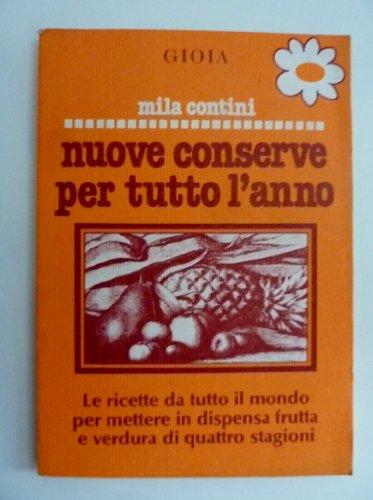 GIOIA
mila contini
nuove conserve
per tutto l'anno
Le ricette da tutto il mondo
per mettere in dispensa frutta
e verdura di quattro stagioni